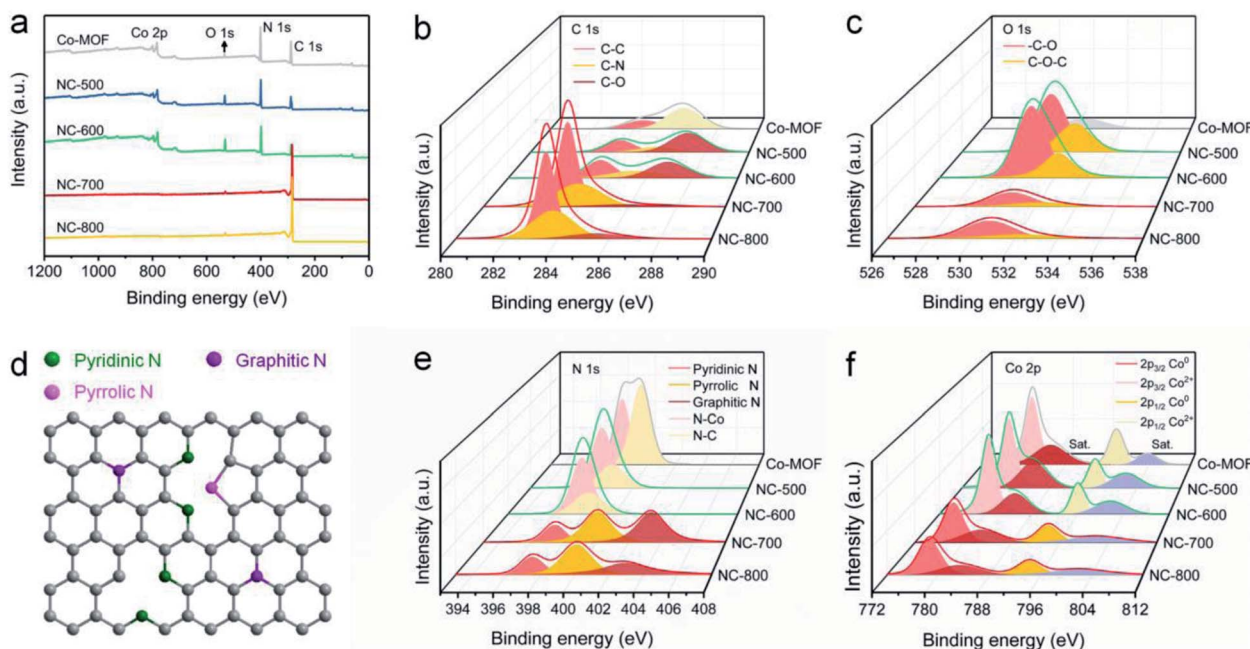 a
Co-MOF
Co 2p
O 1s
N 1s
C 1s
NC-500
NC-600
NC-700
NC-800
Intensity (a.u.)
1200 1000 800 600 400 200 0
Binding energy (eV)
b
C 1s
C-C
C-N
C-O
Co-MOF
NC-500
NC-600
NC-700
NC-800
Intensity (a.u.)
280 282 284 286 288 290
Binding energy (eV)
c
O 1s
-C-O
C-O-C
Co-MOF
NC-500
NC-600
NC-700
NC-800
Intensity (a.u.)
526 528 530 532 534 536 538
Binding energy (eV)
d
Pyridinic N
Graphitic N
Pyrrolic N
e
N 1s
Pyridinic N
Pyrrolic N
Graphitic N
N-Co
N-C
Co-MOF
NC-500
NC-600
NC-700
NC-800
Intensity (a.u.)
394 396 398 400 402 404 406 408
Binding energy (eV)
f
Co 2p
2p3/2 Co⁰
2p3/2 Co²⁺
2p1/2 Co⁰
2p1/2 Co²⁺
Sat.
Sat.
Co-MOF
NC-500
NC-600
NC-700
NC-800
Intensity (a.u.)
772 780 788 796 804 812
Binding energy (eV)